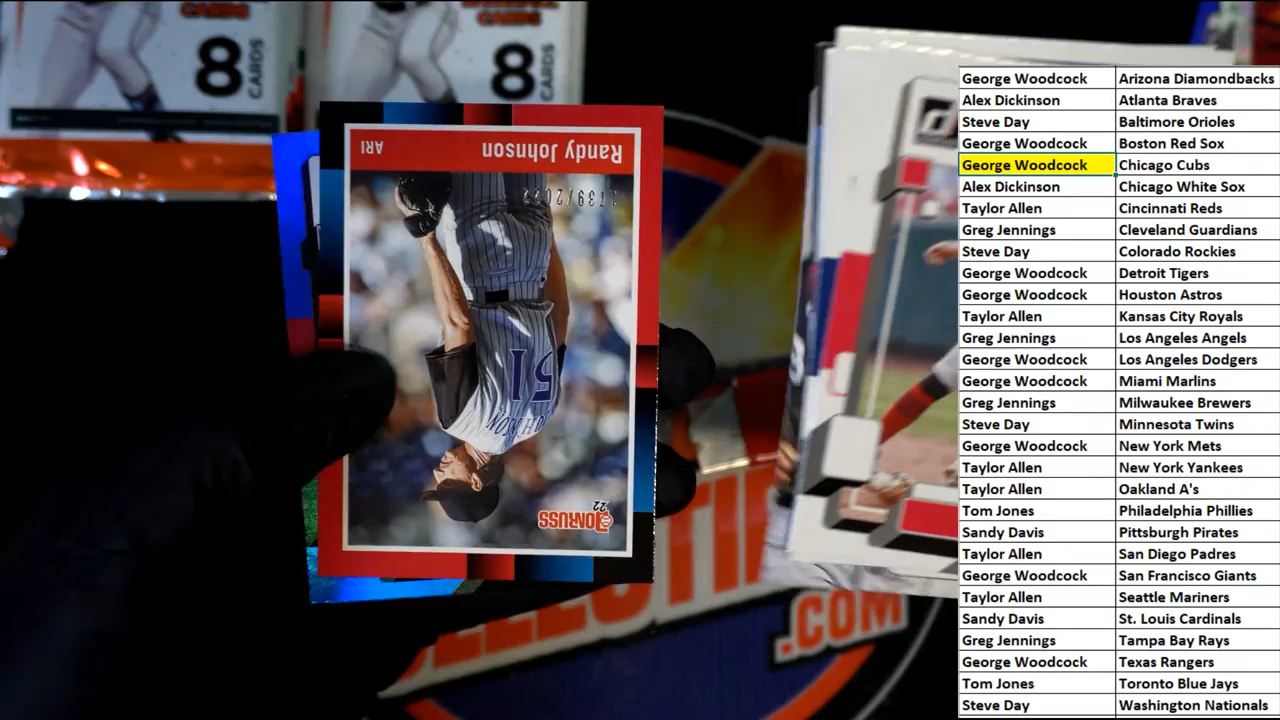 CARDS
8
CARDS
CARDS
8
CARDS
Randy Johnson
ARI
JOHNSON
51
DONRUSS
22
.COM
George Woodcock Arizona Diamondbacks
Alex Dickinson Atlanta Braves
Steve Day Baltimore Orioles
George Woodcock Boston Red Sox
George Woodcock Chicago Cubs
Alex Dickinson Chicago White Sox
Taylor Allen Cincinnati Reds
Greg Jennings Cleveland Guardians
Steve Day Colorado Rockies
George Woodcock Detroit Tigers
George Woodcock Houston Astros
Taylor Allen Kansas City Royals
Greg Jennings Los Angeles Angels
George Woodcock Los Angeles Dodgers
George Woodcock Miami Marlins
Greg Jennings Milwaukee Brewers
Steve Day Minnesota Twins
George Woodcock New York Mets
Taylor Allen New York Yankees
Taylor Allen Oakland A's
Tom Jones Philadelphia Phillies
Sandy Davis Pittsburgh Pirates
Taylor Allen San Diego Padres
George Woodcock San Francisco Giants
Taylor Allen Seattle Mariners
Sandy Davis St. Louis Cardinals
Greg Jennings Tampa Bay Rays
George Woodcock Texas Rangers
Tom Jones Toronto Blue Jays
Steve Day Washington Nationals